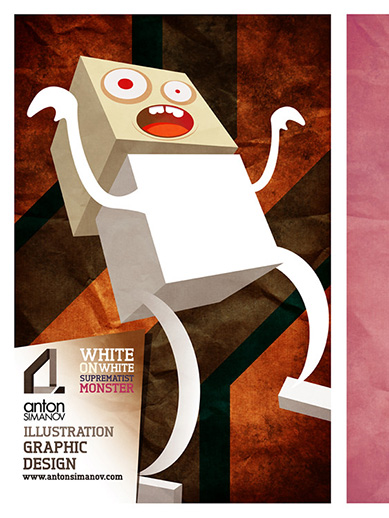 WHITE
ON WHITE
SUPREMATIST
MONSTER
anton
SIMANOV
ILLUSTRATION
GRAPHIC
DESIGN
www.antonsimanov.com